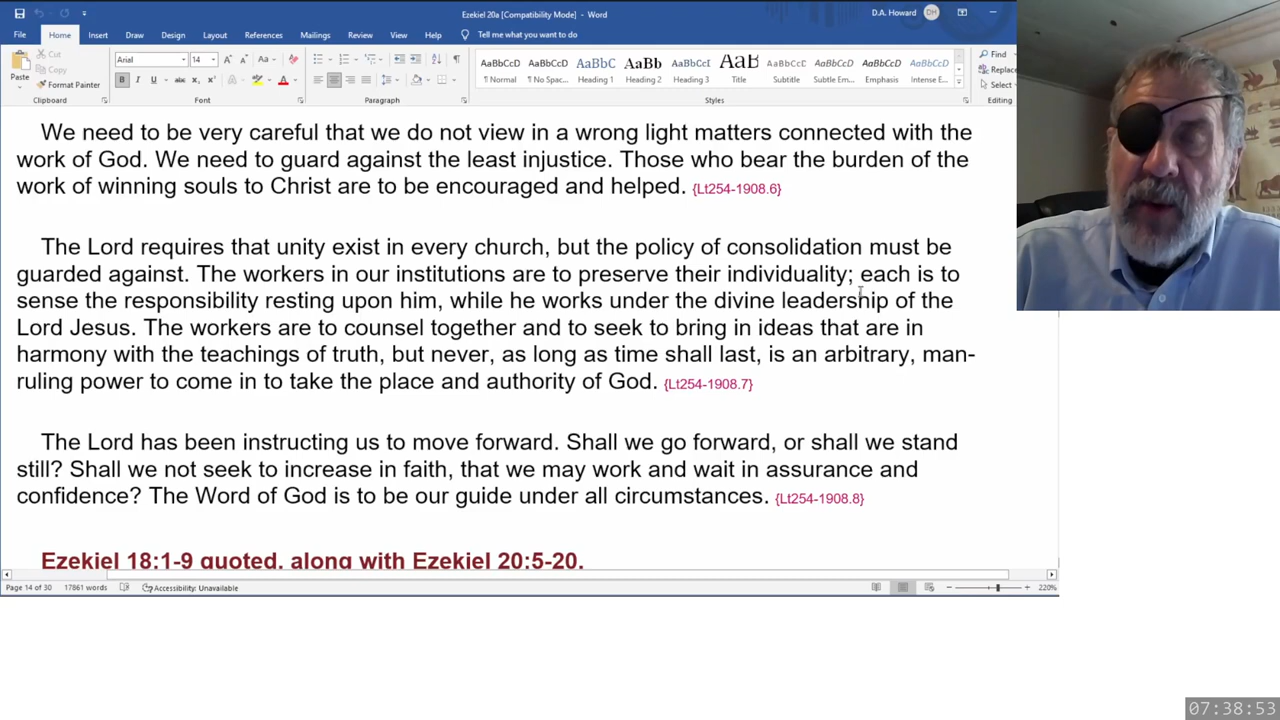 Ezekiel 20a [Compatibility Mode] - Word
D.A. Howard
DH
File Home Insert Draw Design Layout References Mailings Review View Help Tell me what you want to do
Paste
Cut
Copy
Format Painter
Clipboard
Arial 14
Font
Paragraph
AaBbCcD AaBbCcD AaBbC AaBb AaBbCcI AaB AaBbCcD AaBbCcD AaBbCcD AaBbCcD
¶ Normal ¶ No Spac... Heading 1 Heading 2 Heading 3 Title Subtitle Subtle Em... Emphasis Intense E...
Styles
Find
Replace
Select
Editing
We need to be very careful that we do not view in a wrong light matters connected with the
work of God. We need to guard against the least injustice. Those who bear the burden of the
work of winning souls to Christ are to be encouraged and helped. {Lt254-1908.6}
The Lord requires that unity exist in every church, but the policy of consolidation must be
guarded against. The workers in our institutions are to preserve their individuality; each is to
sense the responsibility resting upon him, while he works under the divine leadership of the
Lord Jesus. The workers are to counsel together and to seek to bring in ideas that are in
harmony with the teachings of truth, but never, as long as time shall last, is an arbitrary, man-
ruling power to come in to take the place and authority of God. {Lt254-1908.7}
The Lord has been instructing us to move forward. Shall we go forward, or shall we stand
still? Shall we not seek to increase in faith, that we may work and wait in assurance and
confidence? The Word of God is to be our guide under all circumstances. {Lt254-1908.8}
Ezekiel 18:1-9 quoted, along with Ezekiel 20:5-20.
Page 14 of 30 17861 words Accessibility: Unavailable 220%
07:38:53